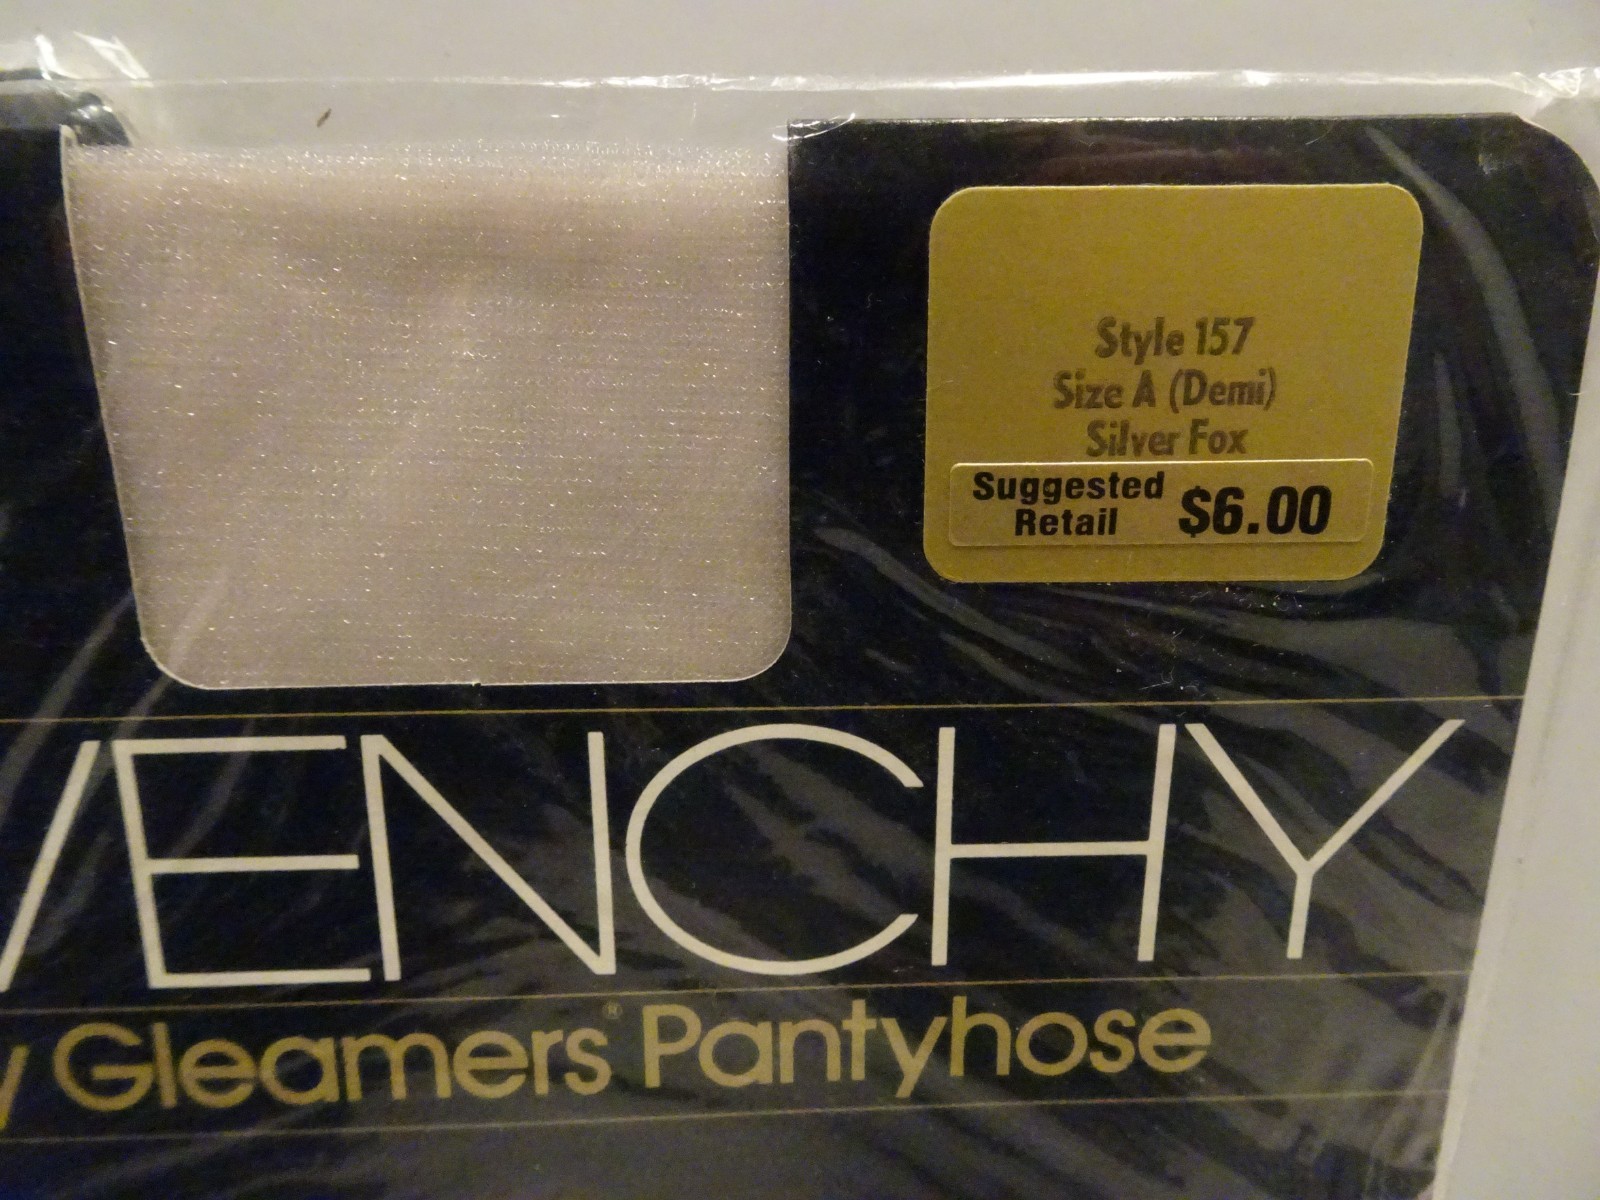 Style 157
Size A (Demi)
Silver Fox
Suggested
Retail $6.00
VENCHY
y Gleamers® Pantyhose